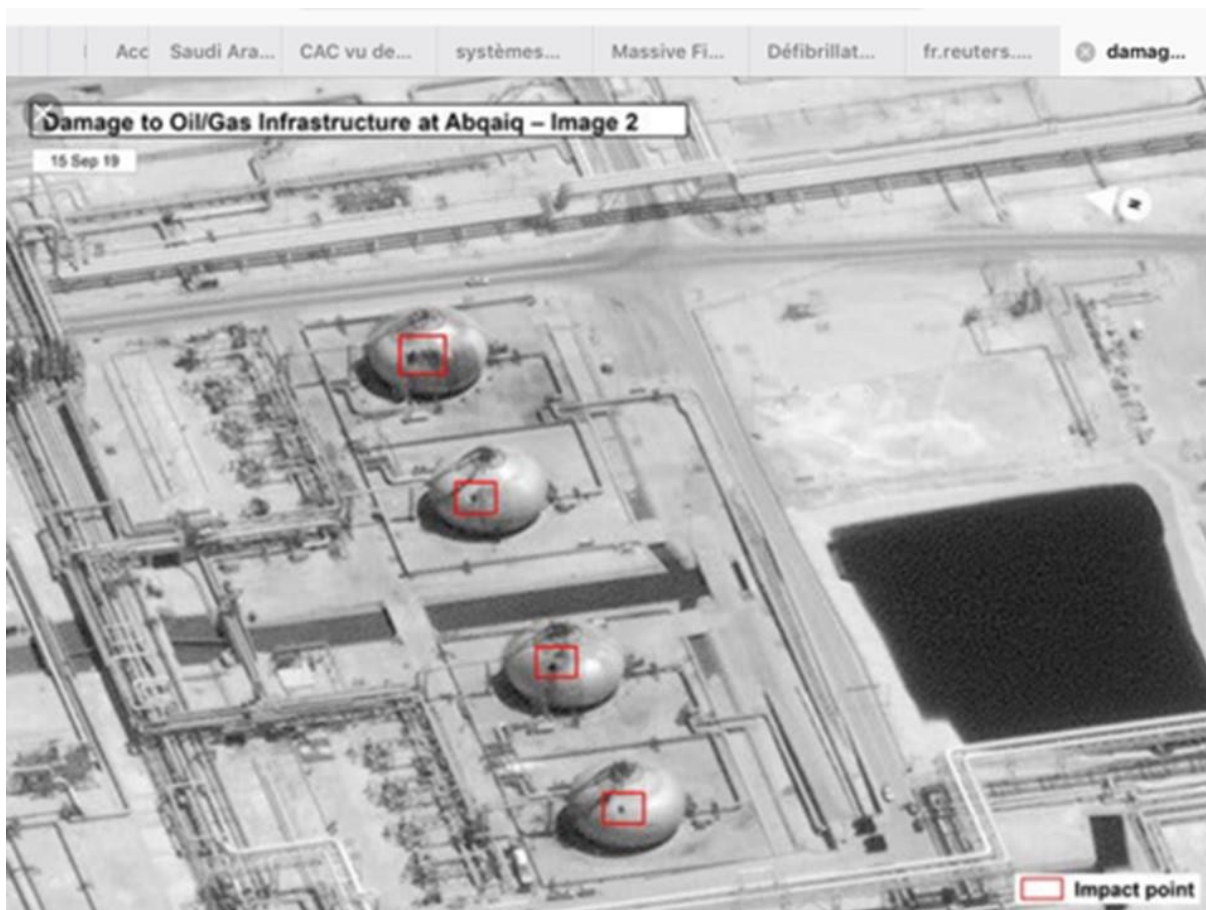 Acc
Saudi Ara...
CAC vu de...
systèmes...
Massive Fi...
Défibrillat...
fr.reuters....
damag...
Damage to Oil/Gas Infrastructure at Abqaiq – Image 2
15 Sep 19
N
Impact point